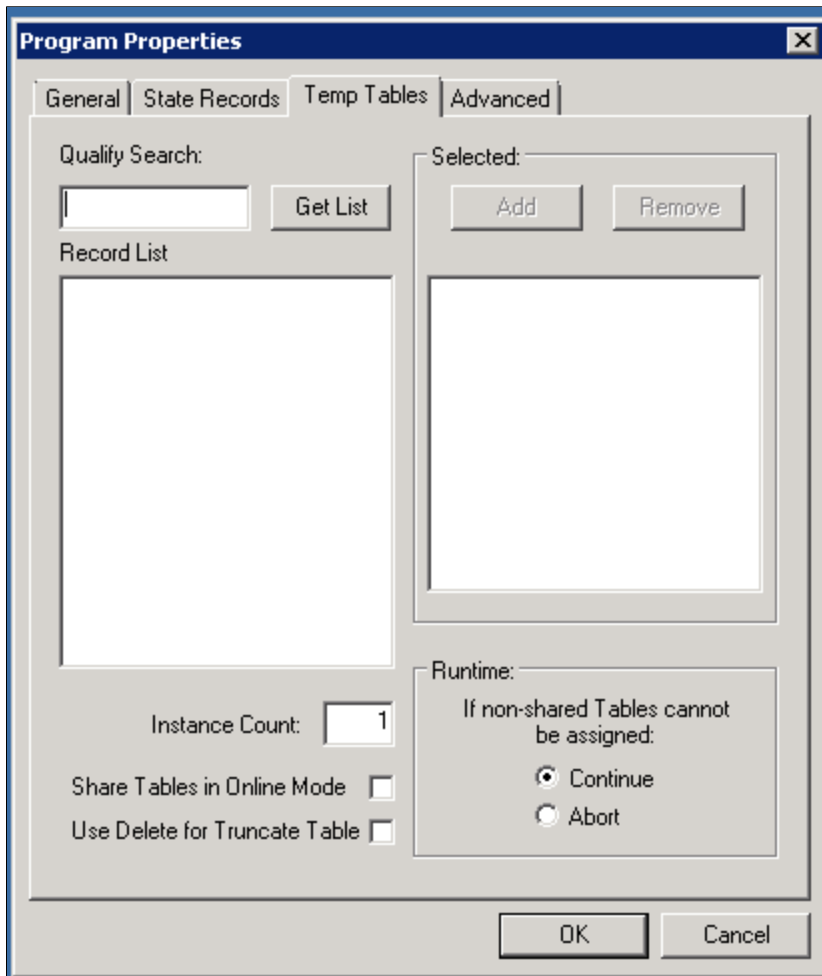 Program Properties
General State Records Temp Tables Advanced
Qualify Search:
Get List
Record List
Selected:
Add Remove
Instance Count: 1
Share Tables in Online Mode
Use Delete for Truncate Table
Runtime:
If non-shared Tables cannot
be assigned:
Continue
Abort
OK Cancel